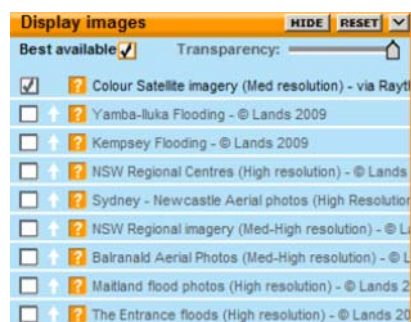 Display images HIDE RESET
Best available Transparency:
? Colour Satellite imagery (Med resolution) - via Rayt
? Yamba-Iluka Flooding - © Lands 2009
? Kempsey Flooding - © Lands 2009
? NSW Regional Centres (High resolution) - © Lands
? Sydney - Newcastle Aerial photos (High Resolution
? NSW Regional imagery (Med-High resolution) - © L
? Balranald Aerial Photos (Med-High resolution) - © L
? Maitland flood photos (High resolution) - © Lands 2
? The Entrance floods (High resolution) - © Lands 20